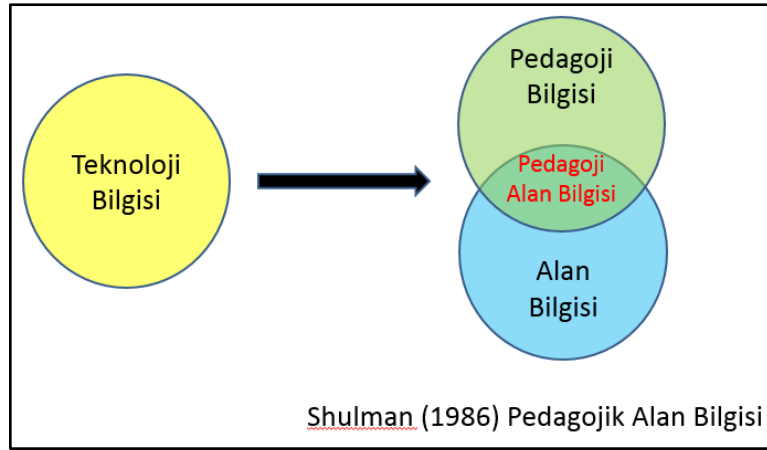 Teknoloji
Bilgisi
Pedagoji
Bilgisi
Pedagoji
Alan Bilgisi
Alan
Bilgisi
Shulman (1986) Pedagojik Alan Bilgisi